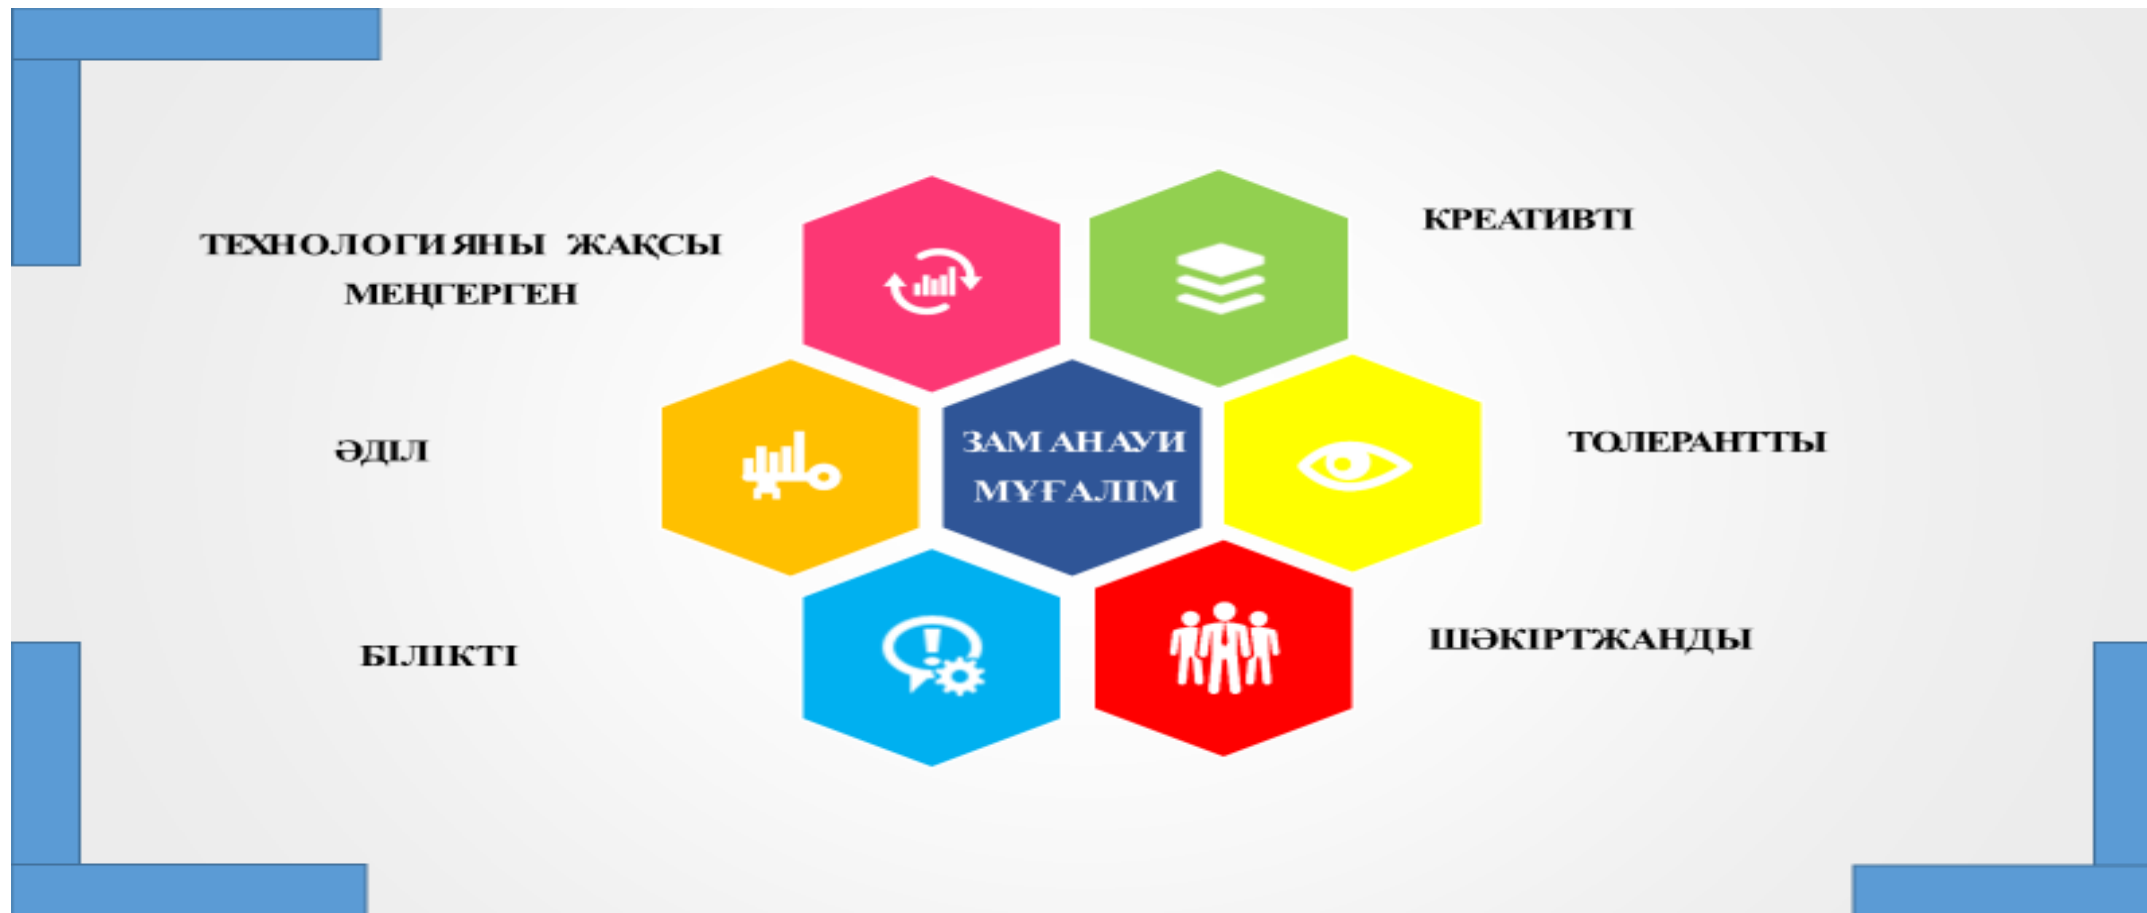 ТЕХНОЛОГИЯНЫ ЖАҚСЫ
МЕҢГЕРГЕН
КРЕАТИВТІ
ӘДІЛ
ЗАМАНАУИ
МҰҒАЛІМ
ТОЛЕРАНТТЫ
БІЛІКТІ
ШӘКІРТЖАНДЫ